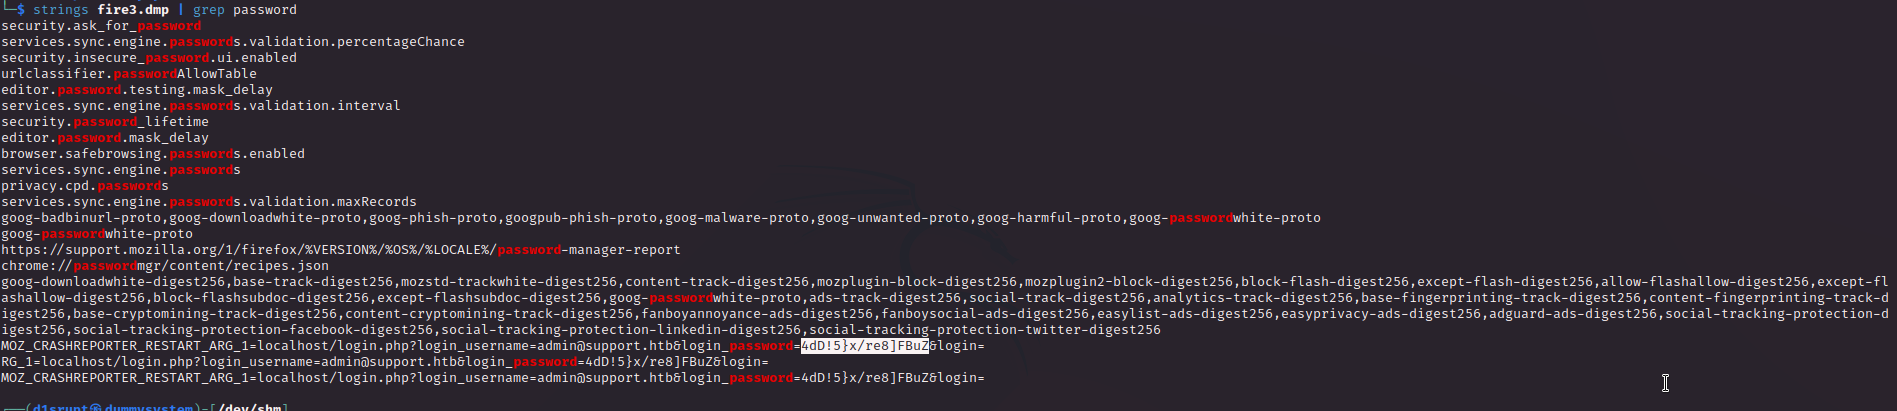 └─$ strings fire3.dmp | grep password
security.ask_for_password
services.sync.engine.passwords.validation.percentageChance
security.insecure_password.ui.enabled
urlclassifier.passwordAllowTable
editor.password.testing.mask_delay
services.sync.engine.passwords.validation.interval
security.password_lifetime
editor.password.mask_delay
browser.safebrowsing.passwords.enabled
services.sync.engine.passwords
privacy.cpd.passwords
services.sync.engine.passwords.validation.maxRecords
goog-badbinurl-proto,goog-downloadwhite-proto,goog-phish-proto,googpub-phish-proto,goog-malware-proto,goog-unwanted-proto,goog-harmful-proto,goog-passwordwhite-proto
goog-passwordwhite-proto
https://support.mozilla.org/1/firefox/%VERSION%/%OS%/%LOCALE%/password-manager-report
chrome://passwordmgr/content/recipes.json
goog-downloadwhite-digest256,base-track-digest256,mozstd-trackwhite-digest256,content-track-digest256,mozplugin-block-digest256,mozplugin2-block-digest256,block-flash-digest256,except-flash-digest256,allow-flashallow-digest256,except-fl
ashallow-digest256,block-flashsubdoc-digest256,except-flashsubdoc-digest256,goog-passwordwhite-proto,ads-track-digest256,social-track-digest256,analytics-track-digest256,base-fingerprinting-track-digest256,content-fingerprinting-track-d
igest256,base-cryptomining-track-digest256,content-cryptomining-track-digest256,fanboyannoyance-ads-digest256,fanboysocial-ads-digest256,easylist-ads-digest256,easyprivacy-ads-digest256,adguard-ads-digest256,social-tracking-protection-d
igest256,social-tracking-protection-facebook-digest256,social-tracking-protection-linkedin-digest256,social-tracking-protection-twitter-digest256
MOZ_CRASHREPORTER_RESTART_ARG_1=localhost/login.php?login_username=admin@support.htb&login_password=4dD!5}x/re8]FBuZ&login=
RG_1=localhost/login.php?login_username=admin@support.htb&login_password=4dD!5}x/re8]FBuZ&login=
MOZ_CRASHREPORTER_RESTART_ARG_1=localhost/login.php?login_username=admin@support.htb&login_password=4dD!5}x/re8]FBuZ&login=
┌──(d1srupt㉿dummysystem)-[/dev/shm]